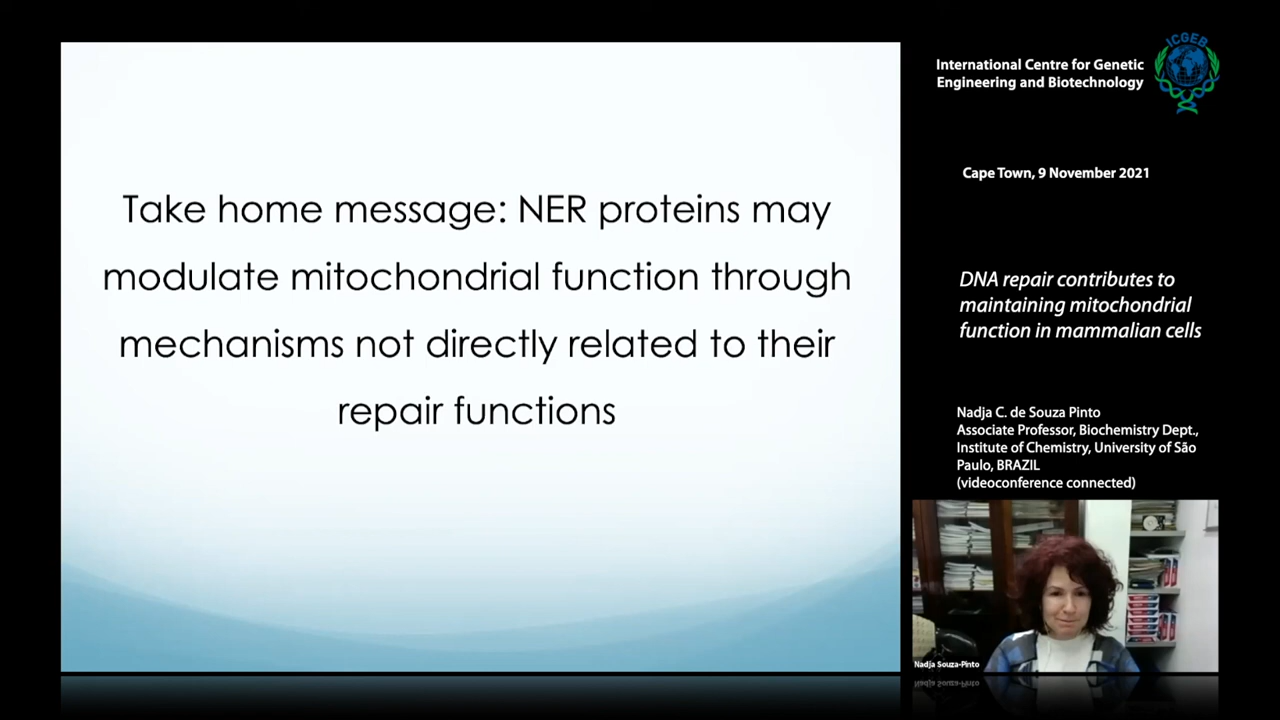 Take home message: NER proteins may
modulate mitochondrial function through
mechanisms not directly related to their
repair functions
International Centre for Genetic
Engineering and Biotechnology
ICGEB
Cape Town, 9 November 2021
DNA repair contributes to
maintaining mitochondrial
function in mammalian cells
Nadja C. de Souza Pinto
Associate Professor, Biochemistry Dept.,
Institute of Chemistry, University of São
Paulo, BRAZIL
(videoconference connected)
Nadja Souza-Pinto